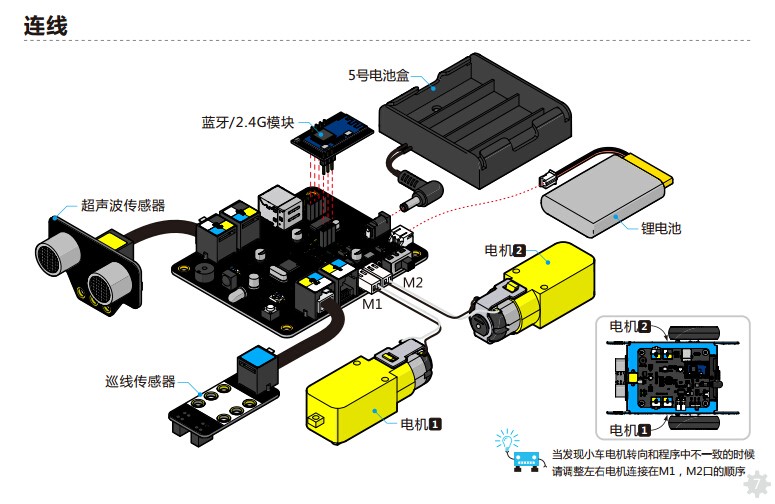 连线
5号电池盒
蓝牙/2.4G模块
超声波传感器
锂电池
电机2
M2
M1
电机2
巡线传感器
电机1
电机1
当发现小车电机转向和程序中不一致的时候
请调整左右电机连接在M1，M2口的顺序
7